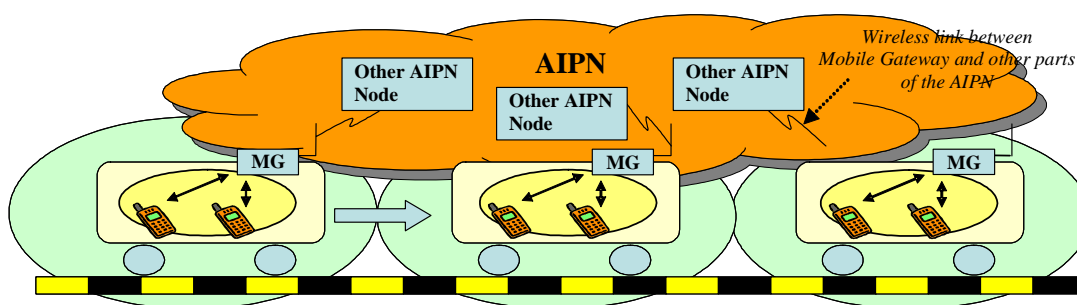 AIPN
Wireless link between
Mobile Gateway and other parts
of the AIPN
Other AIPN
Node
Other AIPN
Node
Other AIPN
Node
MG
MG
MG